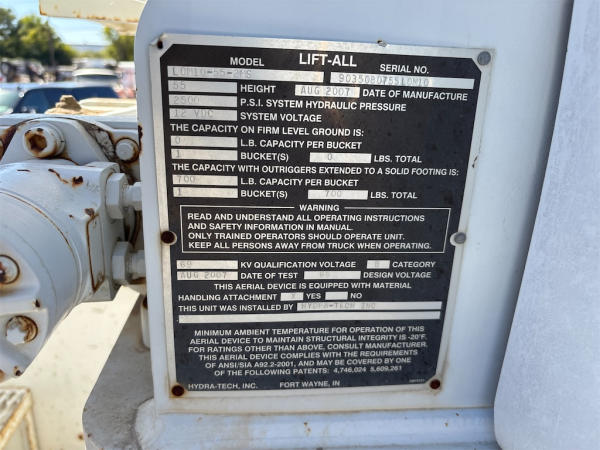 MODEL LIFT-ALL SERIAL NO.
LOM10-55-2MS 9035080755LOM10
55 HEIGHT AUG 2007 DATE OF MANUFACTURE
2500 P.S.I. SYSTEM HYDRAULIC PRESSURE
12 VDC SYSTEM VOLTAGE
THE CAPACITY ON FIRM LEVEL GROUND IS:
0 L.B. CAPACITY PER BUCKET
1 BUCKET(S) 0 LBS. TOTAL
THE CAPACITY WITH OUTRIGGERS EXTENDED TO A SOLID FOOTING IS:
700 L.B. CAPACITY PER BUCKET
1 BUCKET(S) 700 LBS. TOTAL
WARNING
READ AND UNDERSTAND ALL OPERATING INSTRUCTIONS
AND SAFETY INFORMATION IN MANUAL.
ONLY TRAINED OPERATORS SHOULD OPERATE UNIT.
KEEP ALL PERSONS AWAY FROM TRUCK WHEN OPERATING.
69 KV QUALIFICATION VOLTAGE B CATEGORY
AUG 2007 DATE OF TEST 69 DESIGN VOLTAGE
THIS AERIAL DEVICE IS EQUIPPED WITH MATERIAL
HANDLING ATTACHMENT X YES NO
THIS UNIT WAS INSTALLED BY HYDRA-TECH INC
MINIMUM AMBIENT TEMPERATURE FOR OPERATION OF THIS
AERIAL DEVICE TO MAINTAIN STRUCTURAL INTEGRITY IS -20°F.
FOR RATINGS OTHER THAN ABOVE, CONSULT MANUFACTURER.
THIS AERIAL DEVICE COMPLIES WITH THE REQUIREMENTS
OF ANSI/SIA A92.2-2001, AND MAY BE COVERED BY ONE
OF THE FOLLOWING PATENTS: 4,746,024 5,609,261
HYDRA-TECH, INC. FORT WAYNE, IN